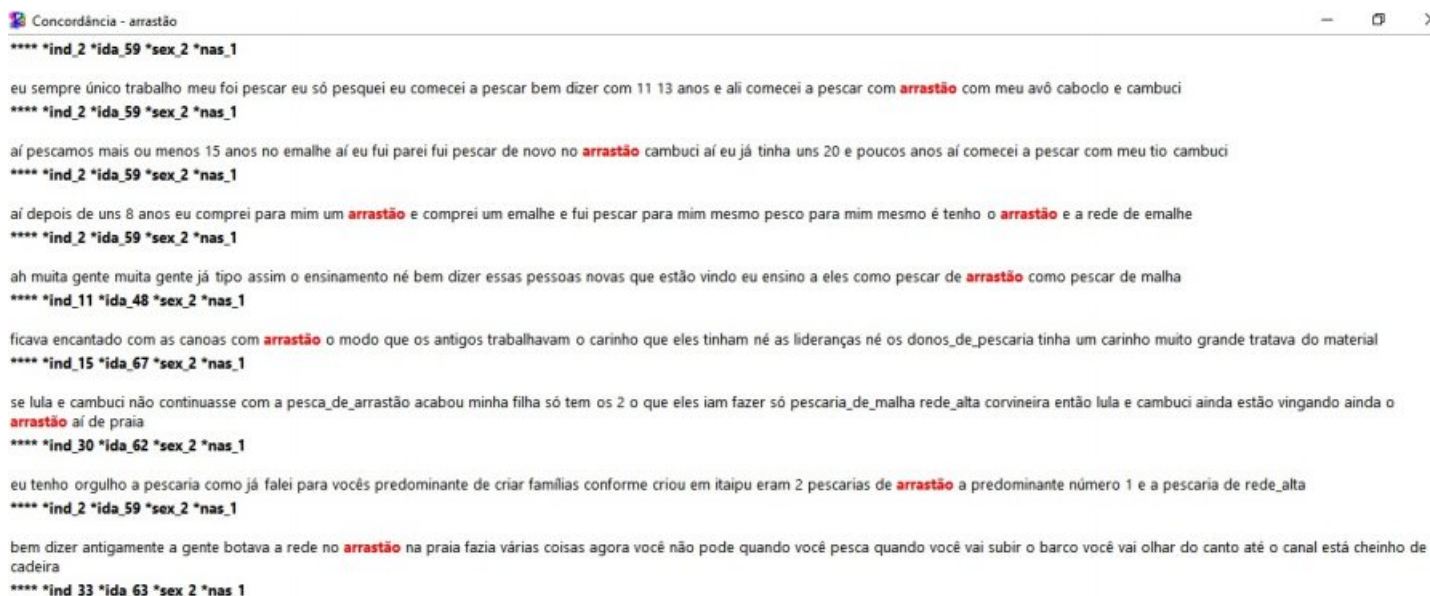 Concordância - arrastão
**** *ind_2 *ida_59 *sex_2 *nas_1
eu sempre único trabalho meu foi pescar eu só pesquei eu comecei a pescar bem dizer com 11 13 anos e ali comecei a pescar com arrastão com meu avô caboclo e cambuci
**** *ind_2 *ida_59 *sex_2 *nas_1
aí pescamos mais ou menos 15 anos no emalhe aí eu fui parei fui pescar de novo no arrastão cambuci aí eu já tinha uns 20 e poucos anos aí comecei a pescar com meu tio cambuci
**** *ind_2 *ida_59 *sex_2 *nas_1
aí depois de uns 8 anos eu comprei para mim um arrastão e comprei um emalhe e fui pescar para mim mesmo pesco para mim mesmo é tenho o arrastão e a rede de emalhe
**** *ind_2 *ida_59 *sex_2 *nas_1
ah muita gente muita gente já tipo assim o ensinamento né bem dizer essas pessoas novas que estão vindo eu ensino a eles como pescar de arrastão como pescar de malha
**** *ind_11 *ida_48 *sex_2 *nas_1
ficava encantado com as canoas com arrastão o modo que os antigos trabalhavam o carinho que eles tinham né as lideranças né os donos_de_pescaria tinha um carinho muito grande tratava do material
**** *ind_15 *ida_67 *sex_2 *nas_1
se lula e cambuci não continuasse com a pesca_de_arrastão acabou minha filha só tem os 2 o que eles iam fazer só pescaria_de_malha rede_alta corvineira então lula e cambuci ainda estão vingando ainda o
arrastão aí de praia
**** *ind_30 *ida_62 *sex_2 *nas_1
eu tenho orgulho a pescaria como já falei para vocês predominante de criar famílias conforme criou em itaipu eram 2 pescarias de arrastão a predominante número 1 e a pescaria de rede_alta
**** *ind_2 *ida_59 *sex_2 *nas_1
bem dizer antigamente a gente botava a rede no arrastão na praia fazia várias coisas agora você não pode quando você pesca quando você vai subir o barco você vai olhar do canto até o canal está cheinho de
cadeira
**** *ind_33 *ida_63 *sex_2 *nas_1